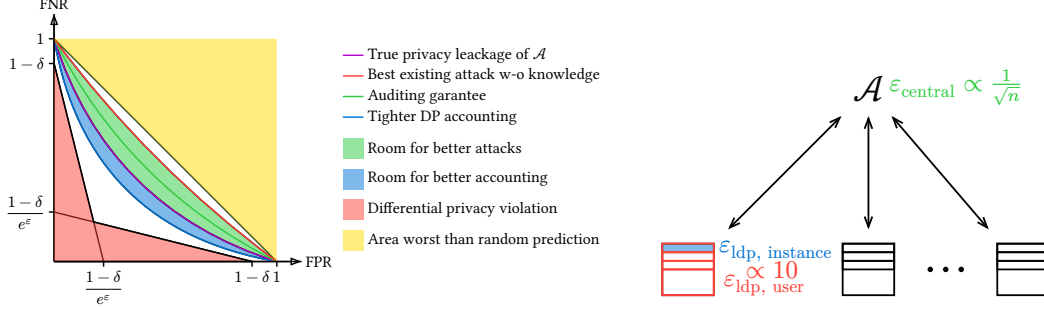 FNR
1
1 − δ
1 − δ
e^ε
1 − δ
e^ε
1 − δ 1
FPR
True privacy leackage of 𝒜
Best existing attack w-o knowledge
Auditing garantee
Tighter DP accounting
Room for better attacks
Room for better accounting
Differential privacy violation
Area worst than random prediction
𝒜 ε_central ∝ 1/√n
ε_ldp, instance
∝ 10
ε_ldp, user
...